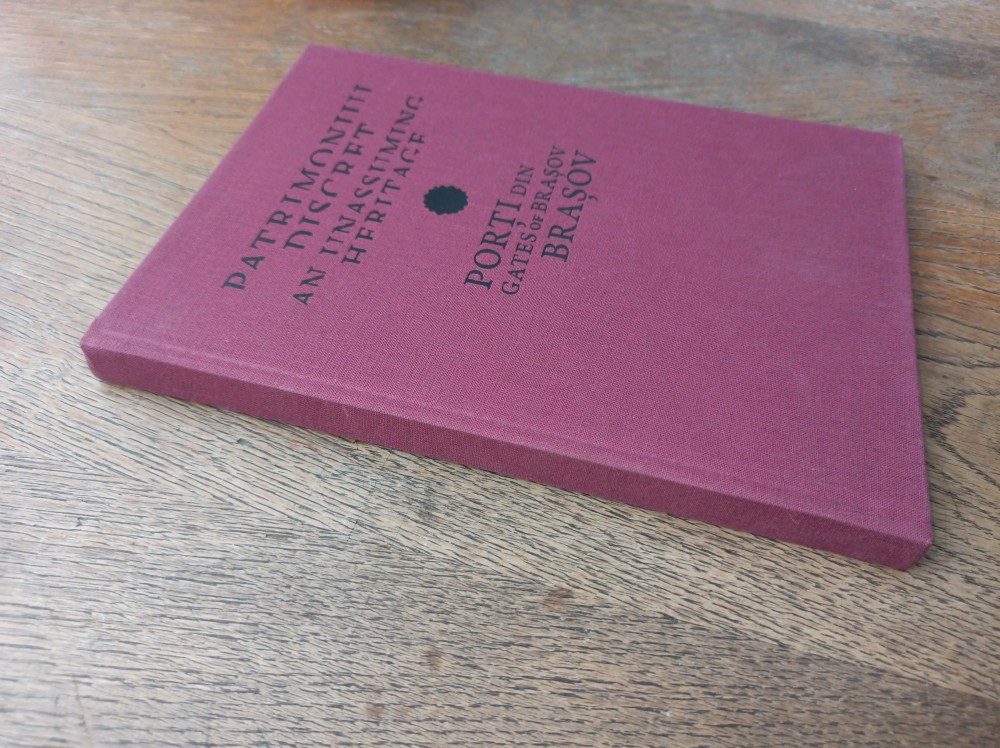 PATRIMONIUL
DISCRET
AN UNASSUMING
HERITAGE
PORȚI DIN
GATES OF BRAȘOV
BRAȘOV